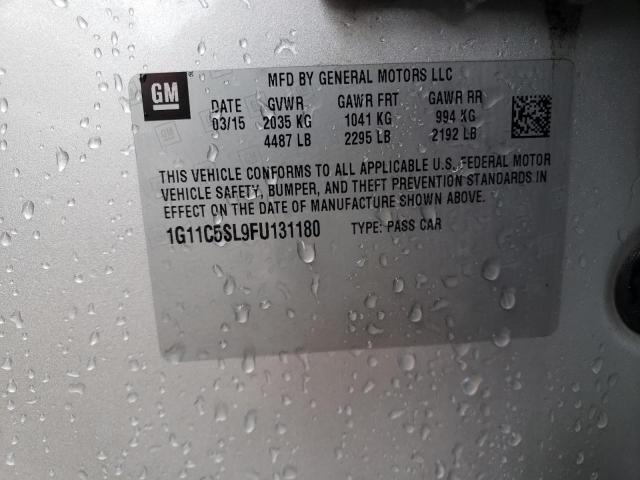 GM ®
MFD BY GENERAL MOTORS LLC
DATE GVWR GAWR FRT GAWR RR
03/15 2035 KG 1041 KG 994 KG
4487 LB 2295 LB 2192 LB
THIS VEHICLE CONFORMS TO ALL APPLICABLE U.S. FEDERAL MOTOR
VEHICLE SAFETY, BUMPER, AND THEFT PREVENTION STANDARDS IN
EFFECT ON THE DATE OF MANUFACTURE SHOWN ABOVE.
1G11C5SL9FU131180 TYPE: PASS CAR